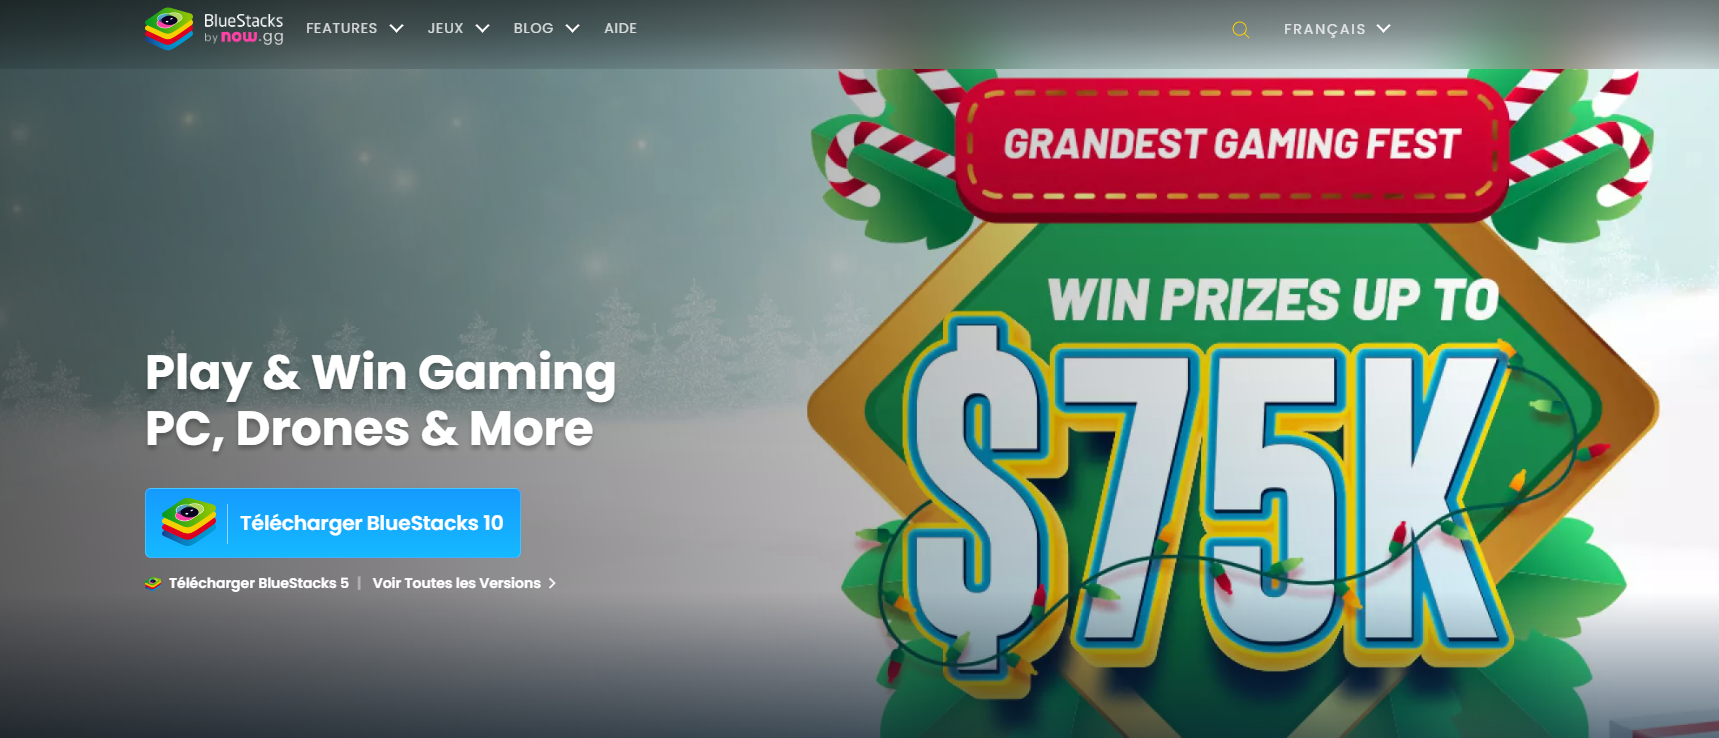 BlueStacks
by now.gg
FEATURES
JEUX
BLOG
AIDE
FRANÇAIS
GRANDEST GAMING FEST
WIN PRIZES UP TO
$75K
Play & Win Gaming
PC, Drones & More
Télécharger BlueStacks 10
Télécharger BlueStacks 5 | Voir Toutes les Versions